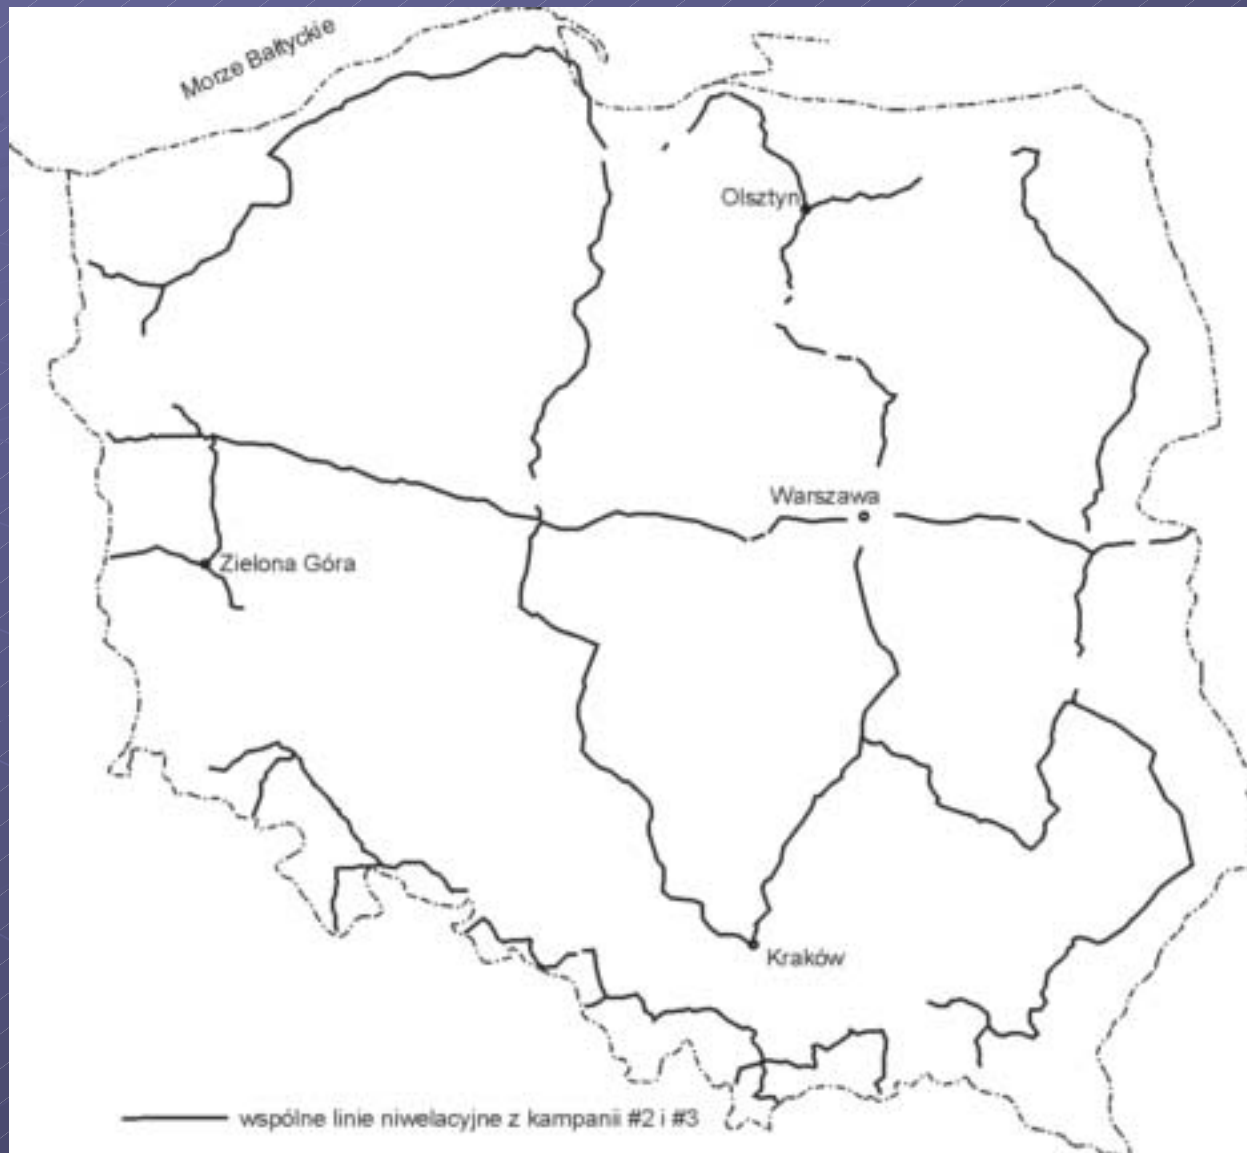 Morze Bałtyckie
Olsztyn
Warszawa
Zielona Góra
Kraków
wspólne linie niwelacyjne z kampanii #2 i #3